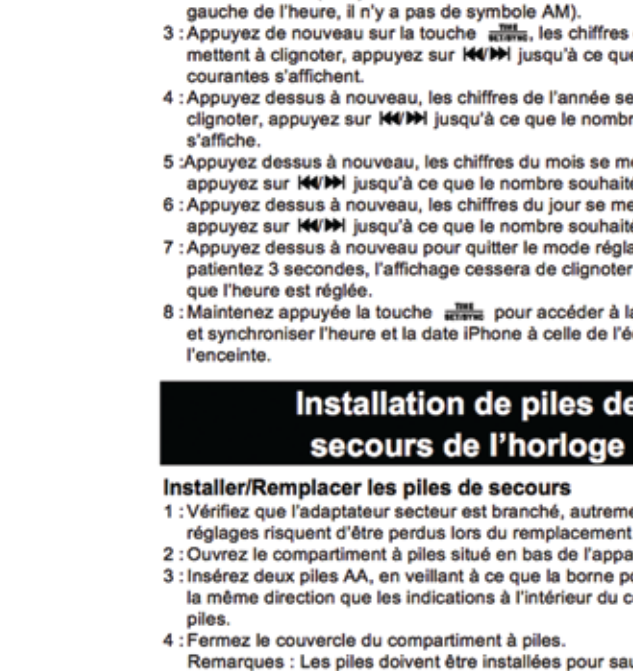 gauche de l'heure, il n'y a pas de symbole AM).
3 : Appuyez de nouveau sur la touche TIME SET/SYNC, les chiffres
mettent à clignoter, appuyez sur ⏮/⏭ jusqu'à ce que
courantes s'affichent.
4 : Appuyez dessus à nouveau, les chiffres de l'année se
clignoter, appuyez sur ⏮/⏭ jusqu'à ce que le nombr
s'affiche.
5 :Appuyez dessus à nouveau, les chiffres du mois se me
appuyez sur ⏮/⏭ jusqu'à ce que le nombre souhaité
6 : Appuyez dessus à nouveau, les chiffres du jour se me
appuyez sur ⏮/⏭ jusqu'à ce que le nombre souhaité
7 : Appuyez dessus à nouveau pour quitter le mode régla
patientez 3 secondes, l'affichage cessera de clignoter
que l'heure est réglée.
8 : Maintenez appuyée la touche TIME SET/SYNC pour accéder à la
et synchroniser l'heure et la date iPhone à celle de l'é
l'enceinte.
Installation de piles de
secours de l'horloge
Installer/Remplacer les piles de secours
1 : Vérifiez que l'adaptateur secteur est branché, autreme
réglages risquent d'être perdus lors du remplacement
2 : Ouvrez le compartiment à piles situé en bas de l'appa
3 : Insérez deux piles AA, en veillant à ce que la borne po
la même direction que les indications à l'intérieur du c
piles.
4 : Fermez le couvercle du compartiment à piles.
Remarques : Les piles doivent être installées pour sau